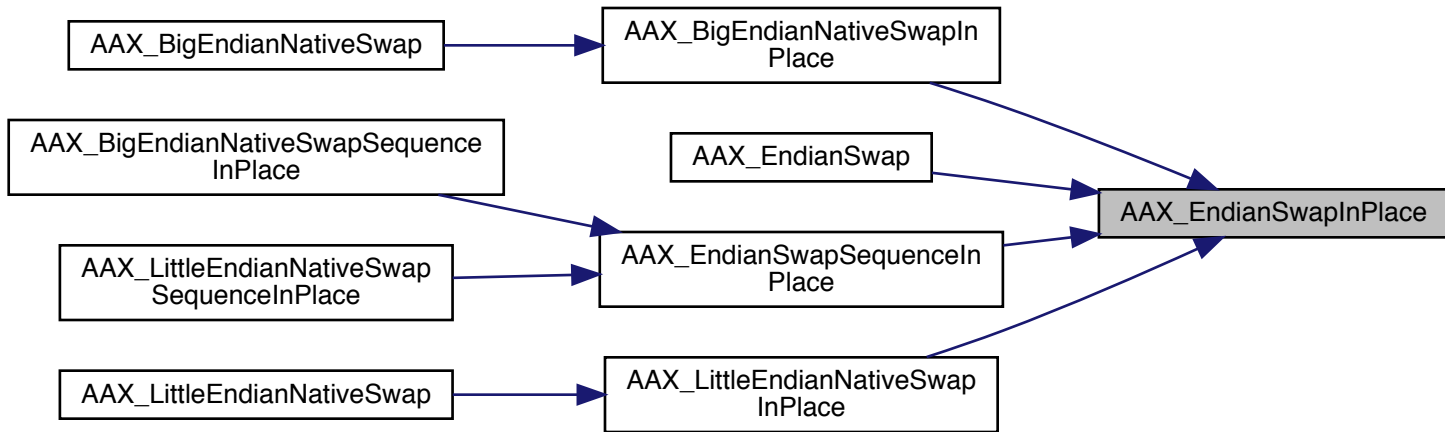 AAX_BigEndianNativeSwap
AAX_BigEndianNativeSwapIn
Place
AAX_BigEndianNativeSwapSequence
InPlace
AAX_EndianSwap
AAX_EndianSwapInPlace
AAX_LittleEndianNativeSwap
SequenceInPlace
AAX_EndianSwapSequenceIn
Place
AAX_LittleEndianNativeSwap
AAX_LittleEndianNativeSwap
InPlace